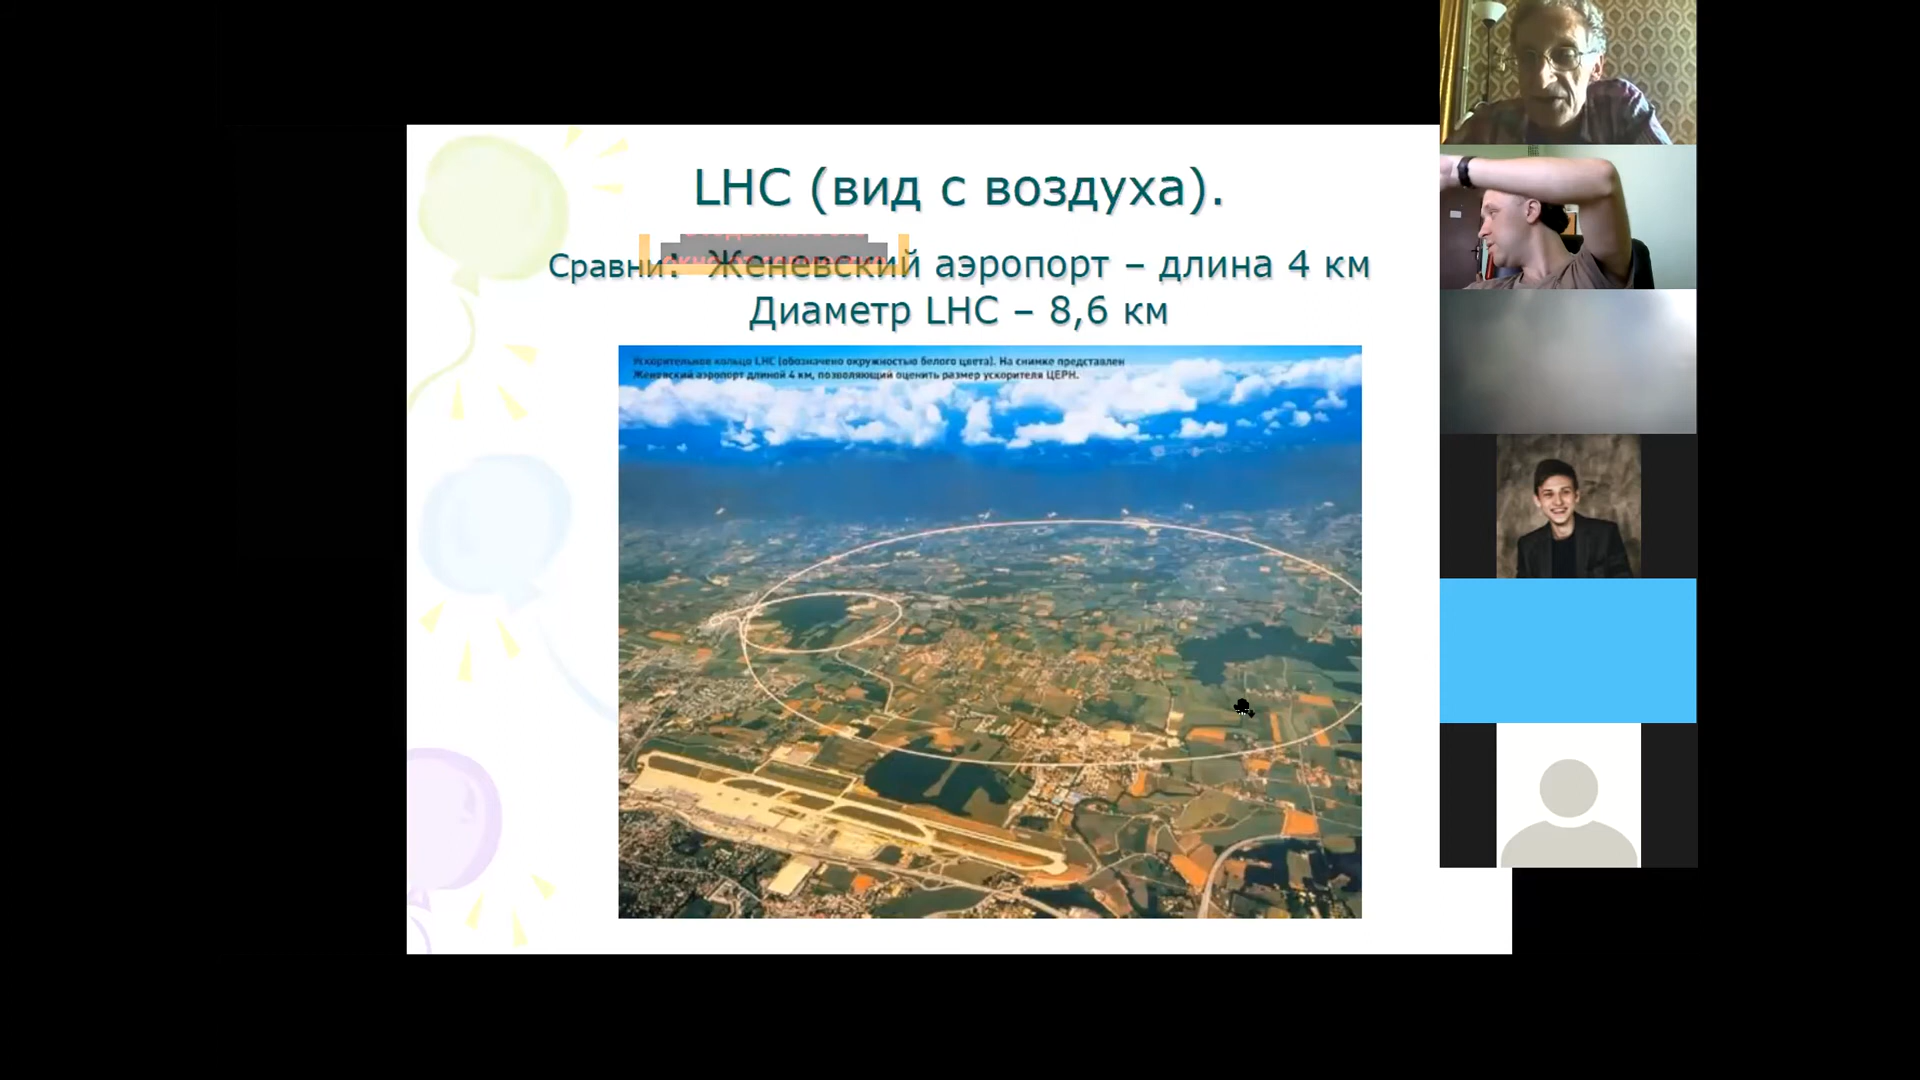 LHC (вид с воздуха).
Сравни: Женевский аэропорт – длина 4 км
Диаметр LHC – 8,6 км
Ускорительное кольцо LHC (обозначено окружностью белого цвета). На снимке представлен
Женевский аэропорт длиной 4 км, позволяющий оценить размер ускорителя ЦЕРН.